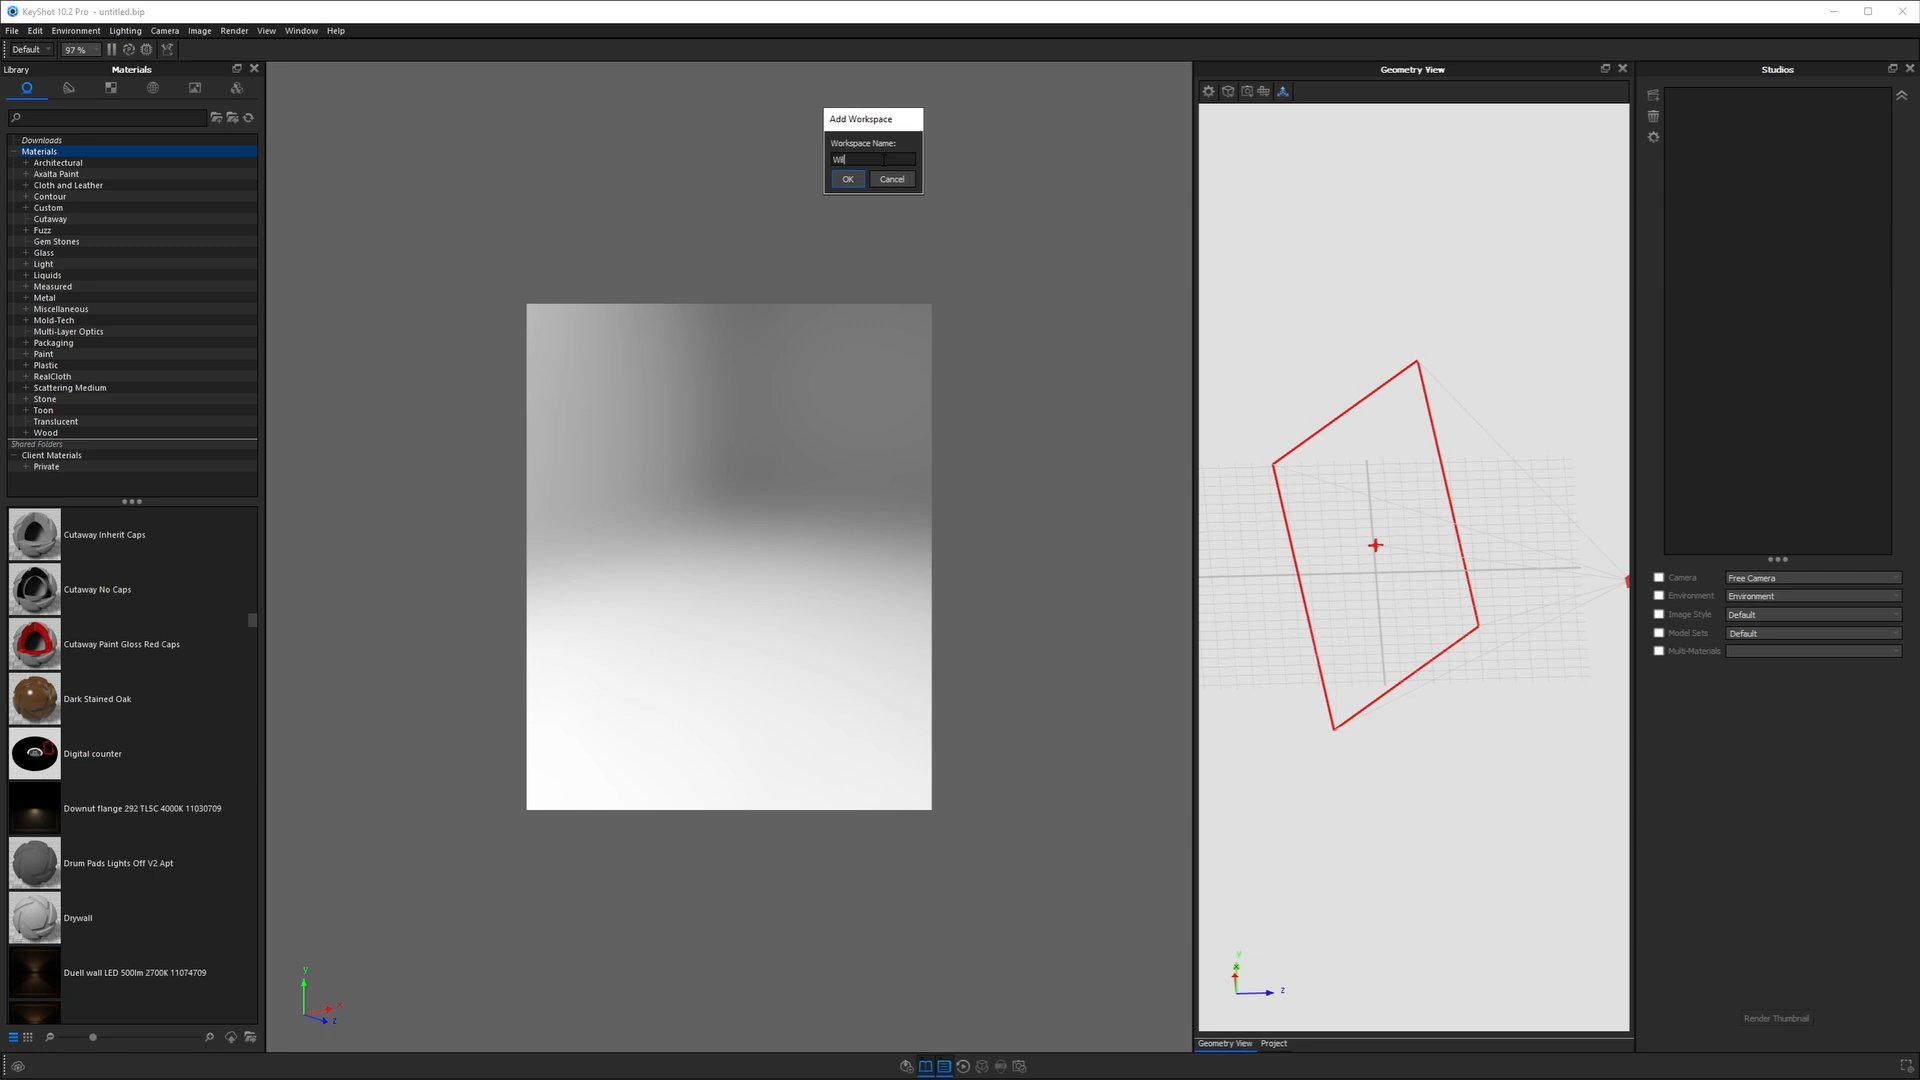 KeyShot 10.2 Pro - untitled.bip
File Edit Environment Lighting Camera Image Render View Window Help
Default 97 %
Library Materials
Downloads
Materials
Architectural
Axalta Paint
Cloth and Leather
Contour
Custom
Cutaway
Fuzz
Gem Stones
Glass
Light
Liquids
Measured
Metal
Miscellaneous
Mold-Tech
Multi-Layer Optics
Packaging
Paint
Plastic
RealCloth
Scattering Medium
Stone
Toon
Translucent
Wood
Shared Folders
Client Materials
Private
Cutaway Inherit Caps
Cutaway No Caps
Cutaway Paint Gloss Red Caps
Dark Stained Oak
Digital counter
Downut flange 292 TL5C 4000K 11030709
Drum Pads Lights Off V2 Apt
Drywall
Duell wall LED 500lm 2700K 11074709
Add Workspace
Workspace Name:
Wil
OK Cancel
y
x
z
Geometry View
y
x
z
Geometry View Project
Studios
Camera Free Camera
Environment Environment
Image Style Default
Model Sets Default
Multi-Materials
Render Thumbnail